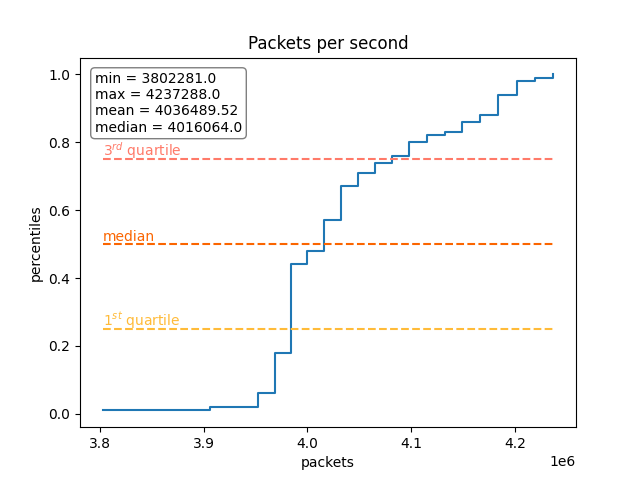 Packets per second
min = 3802281.0
max = 4237288.0
mean = 4036489.52
median = 4016064.0
1.0
0.8
0.6
0.4
0.2
0.0
percentiles
3rd quartile
median
1st quartile
3.8 3.9 4.0 4.1 4.2
1e6
packets